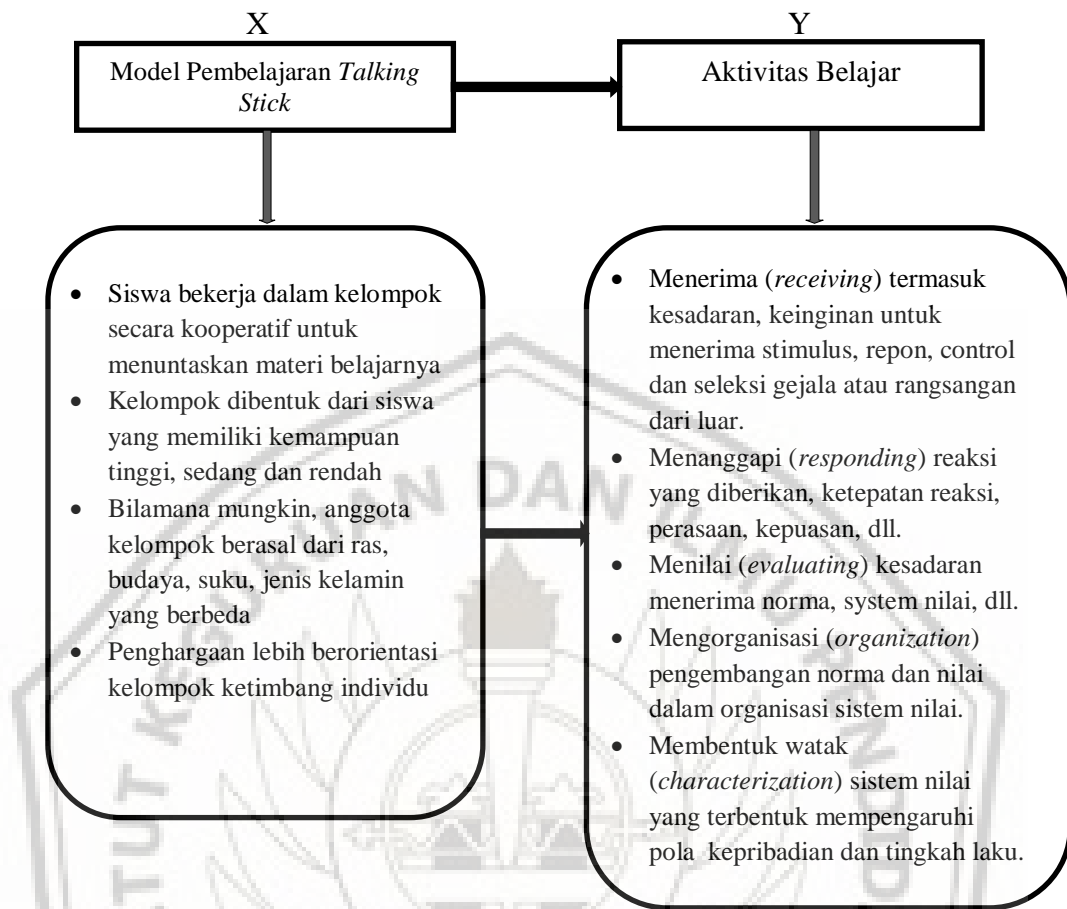 X
Model Pembelajaran Talking
Stick
Y
Aktivitas Belajar
• Siswa bekerja dalam kelompok
secara kooperatif untuk
menuntaskan materi belajarnya
• Kelompok dibentuk dari siswa
yang memiliki kemampuan
tinggi, sedang dan rendah
• Bilamana mungkin, anggota
kelompok berasal dari ras,
budaya, suku, jenis kelamin
yang berbeda
• Penghargaan lebih berorientasi
kelompok ketimbang individu
• Menerima (receiving) termasuk
kesadaran, keinginan untuk
menerima stimulus, repon, control
dan seleksi gejala atau rangsangan
dari luar.
• Menanggapi (responding) reaksi
yang diberikan, ketepatan reaksi,
perasaan, kepuasan, dll.
• Menilai (evaluating) kesadaran
menerima norma, system nilai, dll.
• Mengorganisasi (organization)
pengembangan norma dan nilai
dalam organisasi sistem nilai.
• Membentuk watak
(characterization) sistem nilai
yang terbentuk mempengaruhi
pola kepribadian dan tingkah laku.
KEGURUAN DAN ILMU